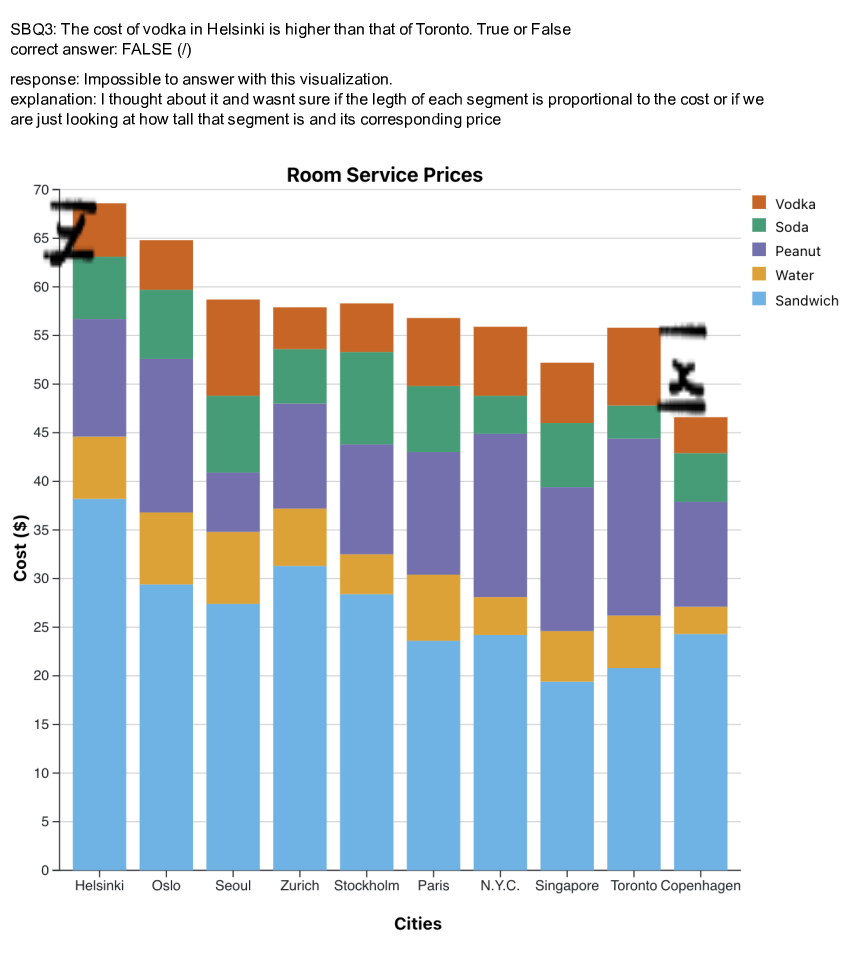 SBQ3: The cost of vodka in Helsinki is higher than that of Toronto. True or False
correct answer: FALSE (/)
response: Impossible to answer with this visualization.
explanation: I thought about it and wasnt sure if the legth of each segment is proportional to the cost or if we
are just looking at how tall that segment is and its corresponding price
Room Service Prices
70
65
60
55
50
45
40
35
30
25
20
15
10
5
0
Cost ($)
y
x
Vodka
Soda
Peanut
Water
Sandwich
Helsinki Oslo Seoul Zurich Stockholm Paris N.Y.C. Singapore Toronto Copenhagen
Cities